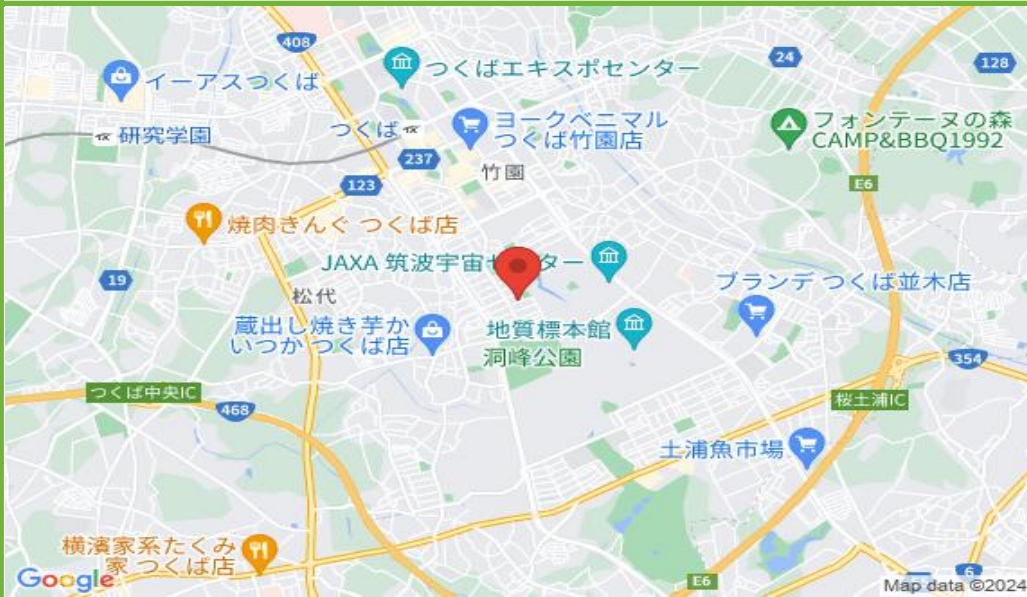 408
24
128
イーアスつくば
つくばエキスポセンター
研究学園
つくば
ヨークベニマル
つくば竹園店
フォンテーヌの森
CAMP&BBQ1992
237
竹園
123
E6
焼肉きんぐ つくば店
JAXA 筑波宇宙セ
ター
19
松代
ブランデ つくば並木店
蔵出し焼き芋か
いつか つくば店
地質標本館
洞峰公園
354
つくば中央IC
468
桜土浦IC
土浦魚市場
横濱家系たくみ
家 つくば店
Google
E6
6
Map data ©2024